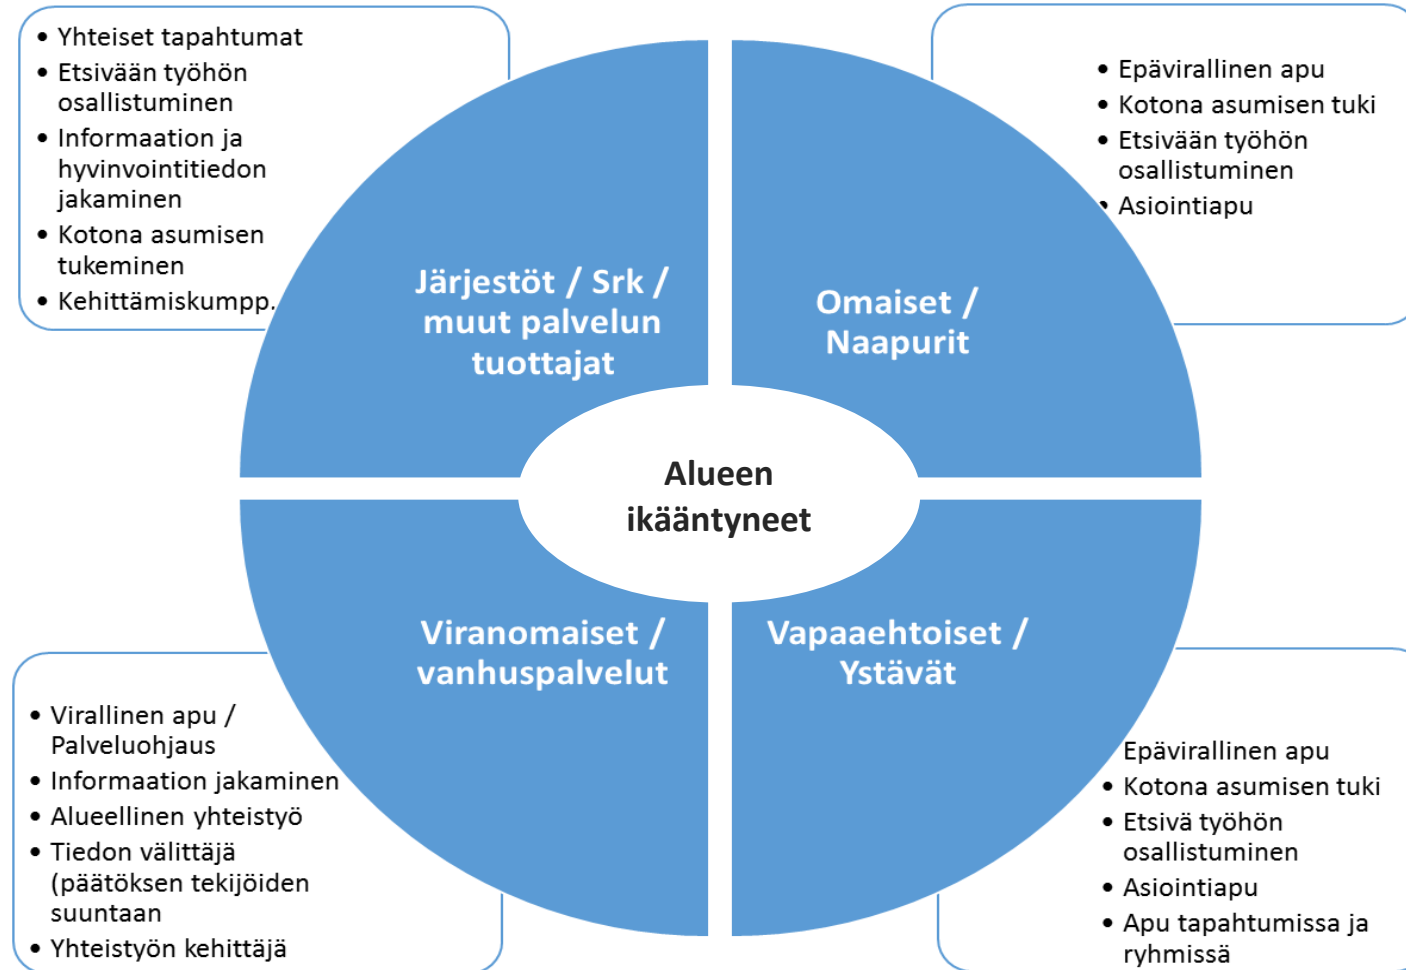 • Yhteiset tapahtumat
• Etsivään työhön
osallistuminen
• Informaation ja
hyvinvointitiedon
jakaminen
• Kotona asumisen
tukeminen
• Kehittämiskumpp.
• Epävirallinen apu
• Kotona asumisen tuki
• Etsivään työhön
osallistuminen
• Asiointiapu
Järjestöt / Srk /
muut palvelun
tuottajat
Omaiset /
Naapurit
Alueen
ikääntyneet
Viranomaiset /
vanhuspalvelut
Vapaaehtoiset /
Ystävät
• Virallinen apu /
Palveluohjaus
• Informaation jakaminen
• Alueellinen yhteistyö
• Tiedon välittäjä
(päätöksen tekijöiden
suuntaan
• Yhteistyön kehittäjä
Epävirallinen apu
• Kotona asumisen tuki
• Etsivä työhön
osallistuminen
• Asiointiapu
• Apu tapahtumissa ja
ryhmissä